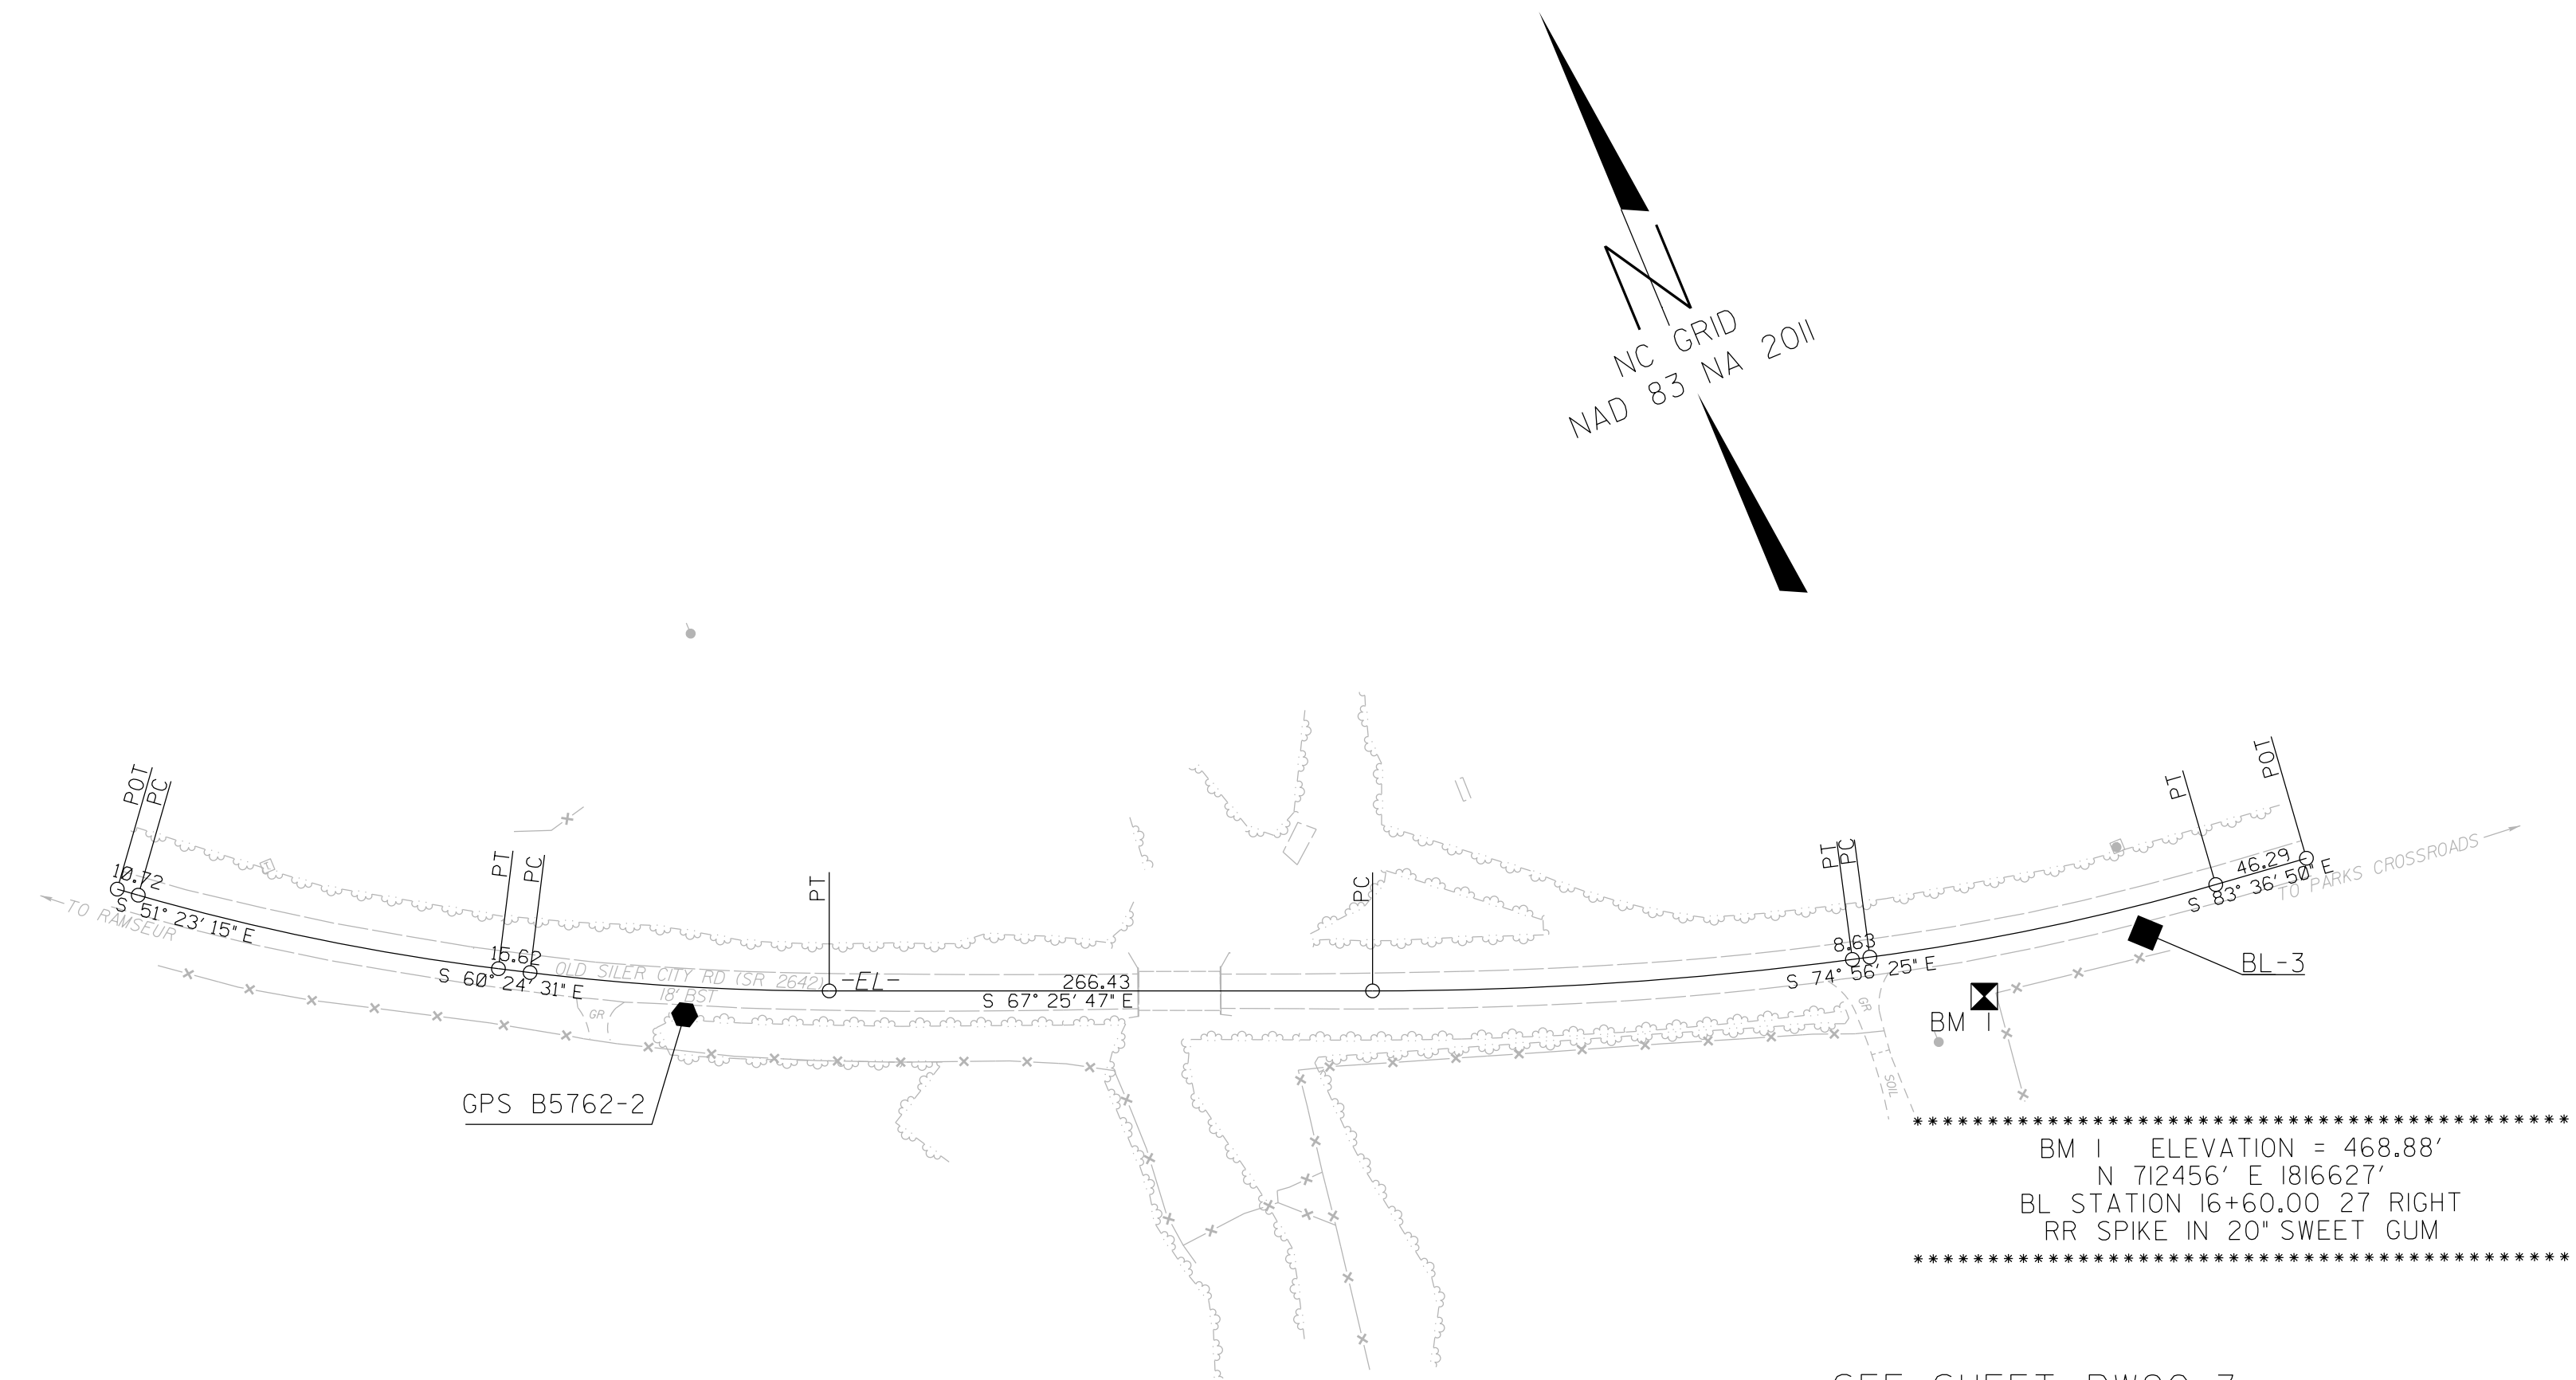 NC GRID
NAD 83 NA 2011
POT
PC
10.72
S 51° 23' 15" E
TO RAMSEUR
PT
PC
15.62
S 60° 24' 31" E
OLD SILER CITY RD (SR 2642)
18' BST
GR
GPS B5762-2
PT
-EL-
266.43
S 67° 25' 47" E
PC
PT
PC
8.63
S 74° 56' 25" E
GR
SOIL
BM 1
BL-3
PT
POT
46.29
S 83° 36' 50" E
TO PARKS CROSSROADS
************************************************
BM 1 ELEVATION = 468.88'
N 712456' E 1816627'
BL STATION 16+60.00 27 RIGHT
RR SPIKE IN 20" SWEET GUM
************************************************